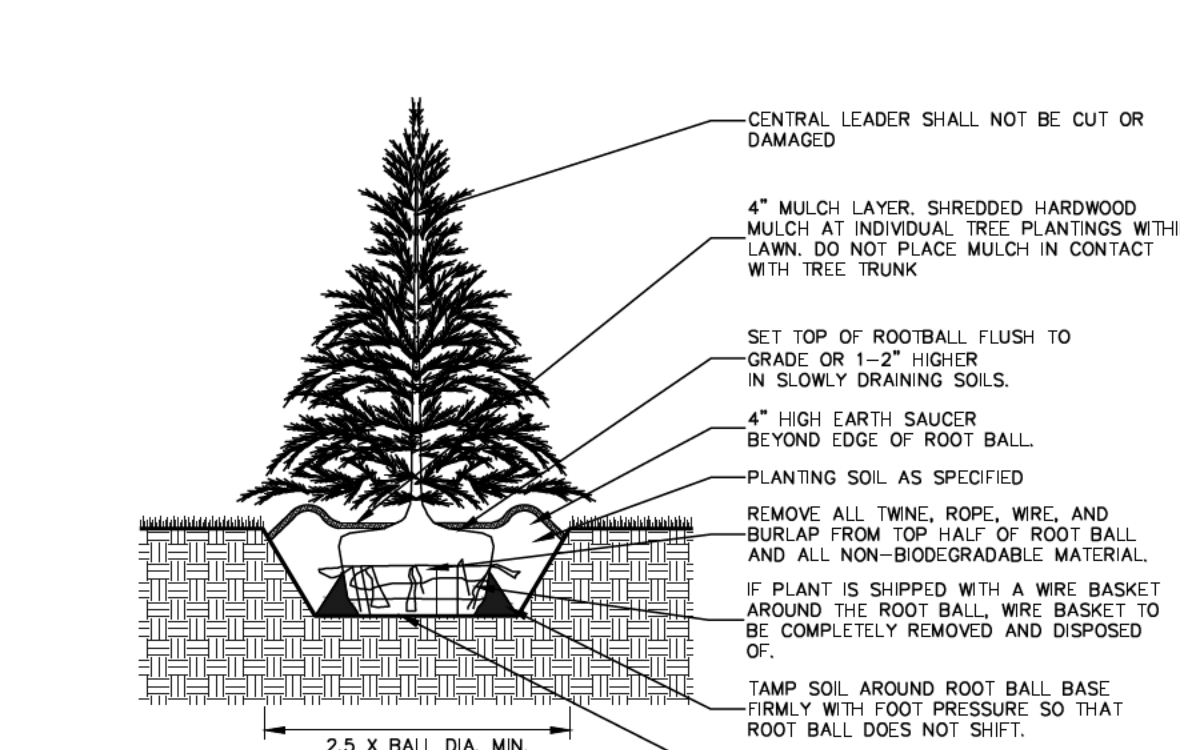 CENTRAL LEADER SHALL NOT BE CUT OR
DAMAGED
4" MULCH LAYER. SHREDDED HARDWOOD
MULCH AT INDIVIDUAL TREE PLANTINGS WITHI
LAWN. DO NOT PLACE MULCH IN CONTACT
WITH TREE TRUNK
SET TOP OF ROOTBALL FLUSH TO
GRADE OR 1-2" HIGHER
IN SLOWLY DRAINING SOILS.
4" HIGH EARTH SAUCER
BEYOND EDGE OF ROOT BALL.
PLANTING SOIL AS SPECIFIED
REMOVE ALL TWINE, ROPE, WIRE, AND
BURLAP FROM TOP HALF OF ROOT BALL
AND ALL NON-BIODEGRADABLE MATERIAL.
IF PLANT IS SHIPPED WITH A WIRE BASKET
AROUND THE ROOT BALL, WIRE BASKET TO
BE COMPLETELY REMOVED AND DISPOSED
OF.
TAMP SOIL AROUND ROOT BALL BASE
FIRMLY WITH FOOT PRESSURE SO THAT
ROOT BALL DOES NOT SHIFT.
2.5 X BALL DIA. MIN.